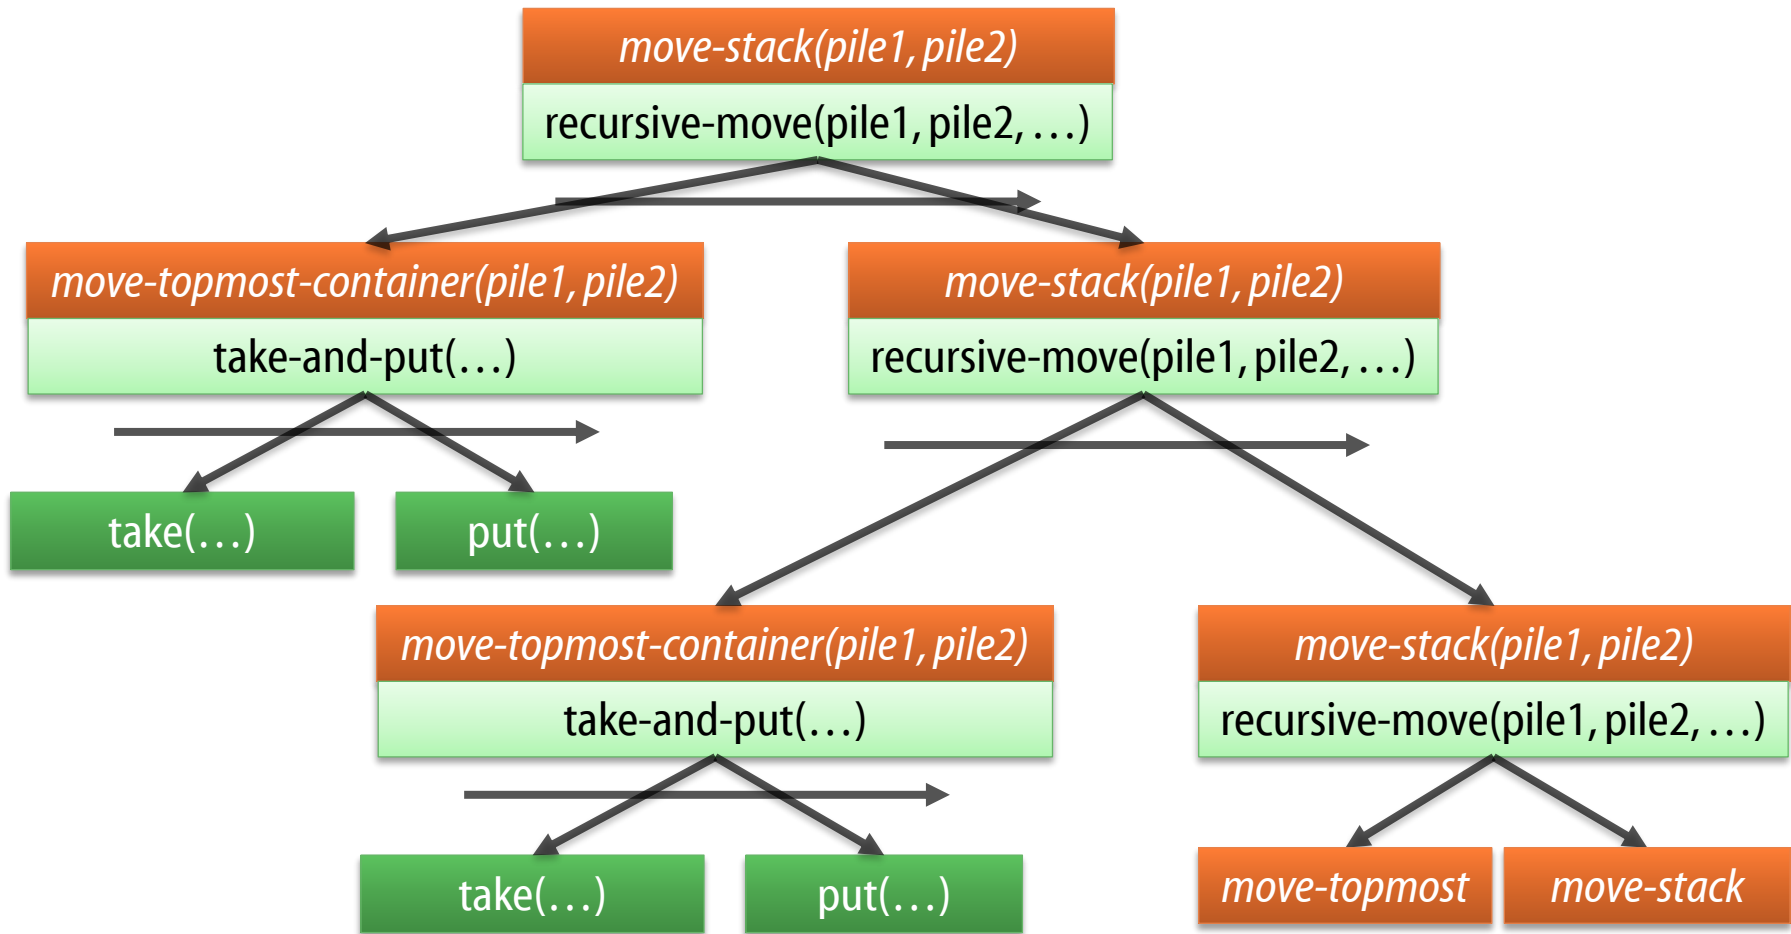 move-stack(pile1, pile2)
recursive-move(pile1, pile2, …)
move-topmost-container(pile1, pile2)
take-and-put(…)
move-stack(pile1, pile2)
recursive-move(pile1, pile2, …)
take(…)
put(…)
move-topmost-container(pile1, pile2)
take-and-put(…)
move-stack(pile1, pile2)
recursive-move(pile1, pile2, …)
take(…)
put(…)
move-topmost
move-stack